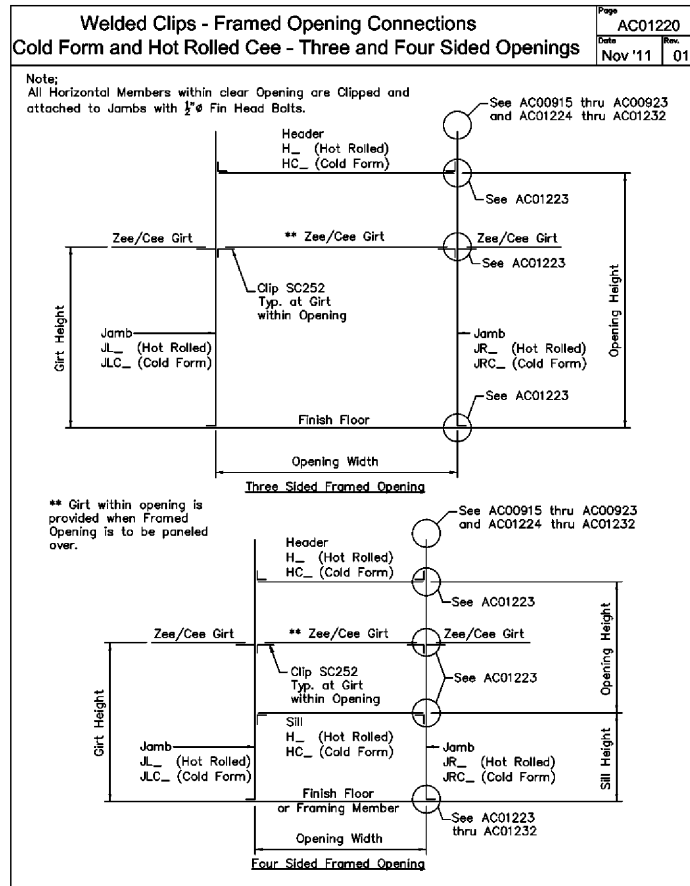 Welded Clips - Framed Opening Connections
Cold Form and Hot Rolled Cee - Three and Four Sided Openings
Page
AC01220
Date
Nov '11
Rev.
01
Note;
All Horizontal Members within clear Opening are Clipped and
attached to Jambs with 1/2"ø Fin Head Bolts.
See AC00915 thru AC00923
and AC01224 thru AC01232
Header
H_ (Hot Rolled)
HC_ (Cold Form)
See AC01223
Zee/Cee Girt
** Zee/Cee Girt
Zee/Cee Girt
See AC01223
Clip SC252
Typ. at Girt
within Opening
Girt Height
Opening Height
Jamb
JL_ (Hot Rolled)
JLC_ (Cold Form)
Jamb
JR_ (Hot Rolled)
JRC_ (Cold Form)
See AC01223
Finish Floor
Opening Width
Three Sided Framed Opening
** Girt within opening is
provided when Framed
Opening is to be paneled
over.
See AC00915 thru AC00923
and AC01224 thru AC01232
Header
H_ (Hot Rolled)
HC_ (Cold Form)
See AC01223
Zee/Cee Girt
** Zee/Cee Girt
Zee/Cee Girt
Opening Height
Clip SC252
Typ. at Girt
within Opening
See AC01223
Girt Height
Sill
H_ (Hot Rolled)
HC_ (Cold Form)
Jamb
JL_ (Hot Rolled)
JLC_ (Cold Form)
Jamb
JR_ (Hot Rolled)
JRC_ (Cold Form)
Sill Height
Finish Floor
or Framing Member
See AC01223
thru AC01232
Opening Width
Four Sided Framed Opening